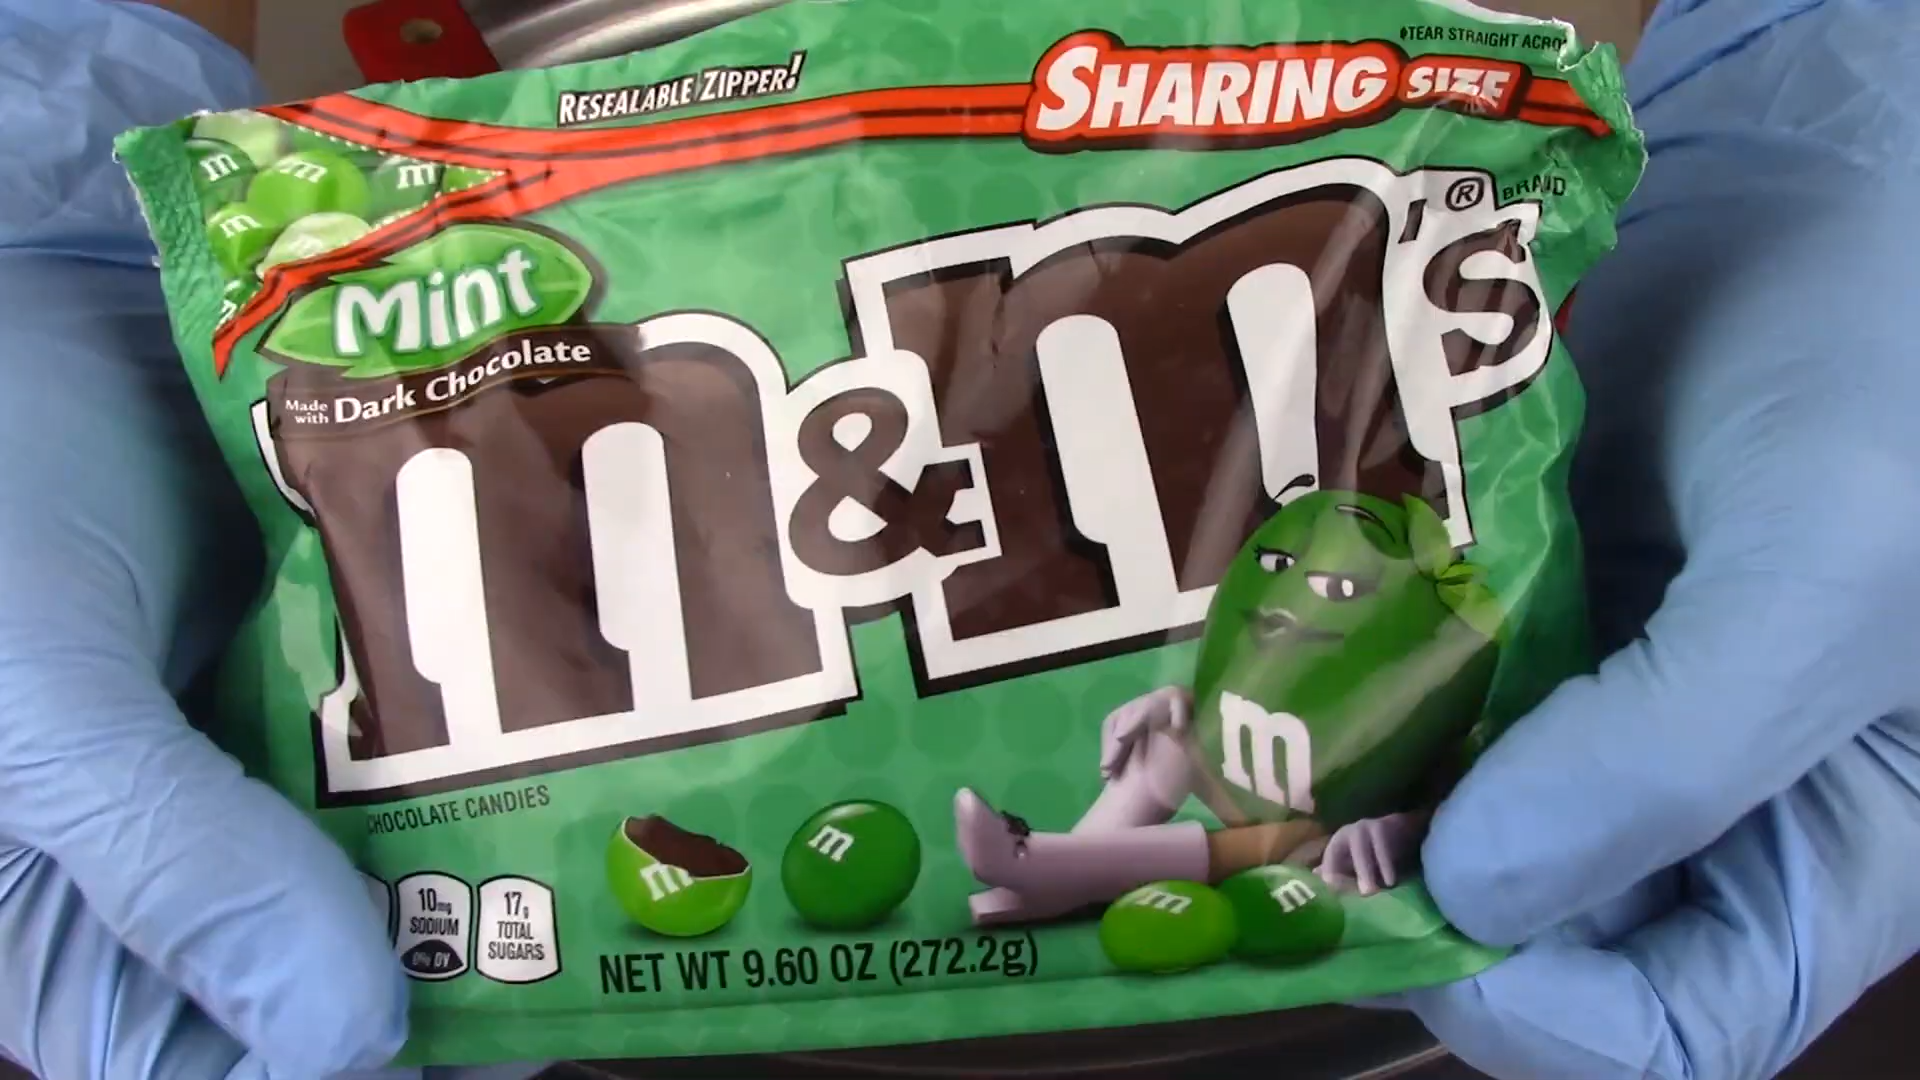 TEAR STRAIGHT
RESEALABLE ZIPPER!
SHARING SIZE
m
m
m
m
m
Mint
Made with Dark Chocolate
m&m's
® BRAND
m
CHOCOLATE CANDIES
m
m
m
m
10mg
SODIUM
0% DV
17g
TOTAL
SUGARS
NET WT 9.60 OZ (272.2g)